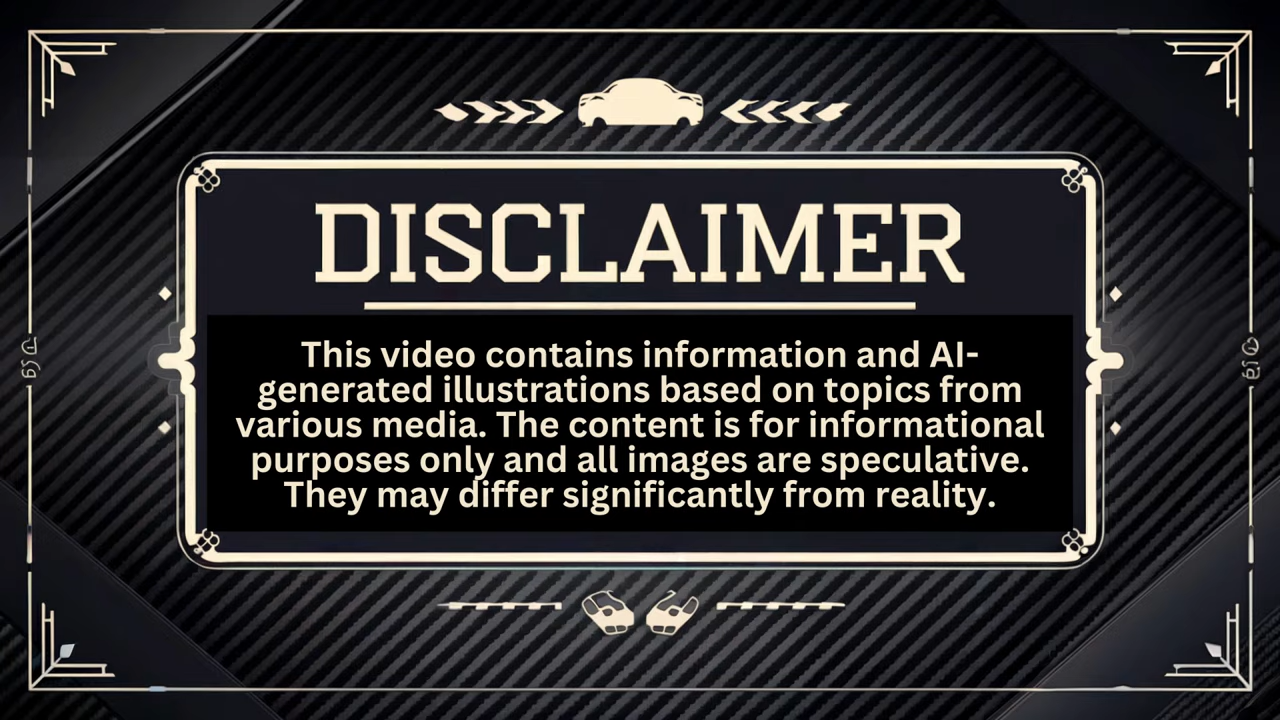 DISCLAIMER
This video contains information and AI-
generated illustrations based on topics from
various media. The content is for informational
purposes only and all images are speculative.
They may differ significantly from reality.